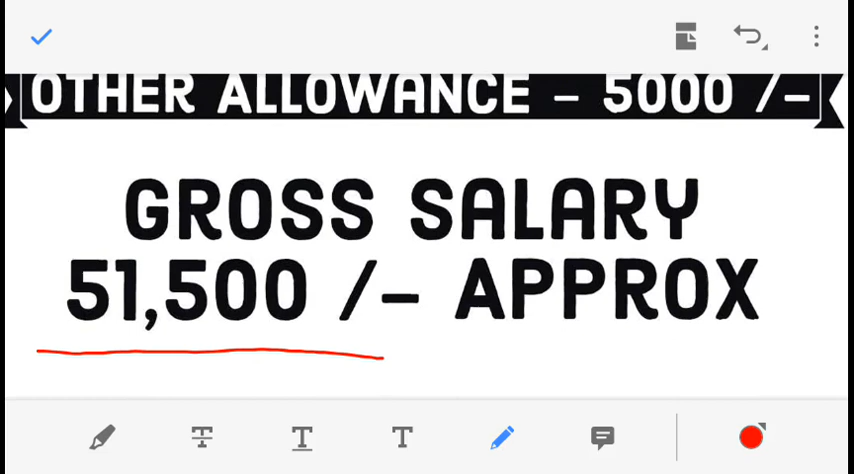 OTHER ALLOWANCE – 5000 /–
GROSS SALARY
51,500 /– APPROX